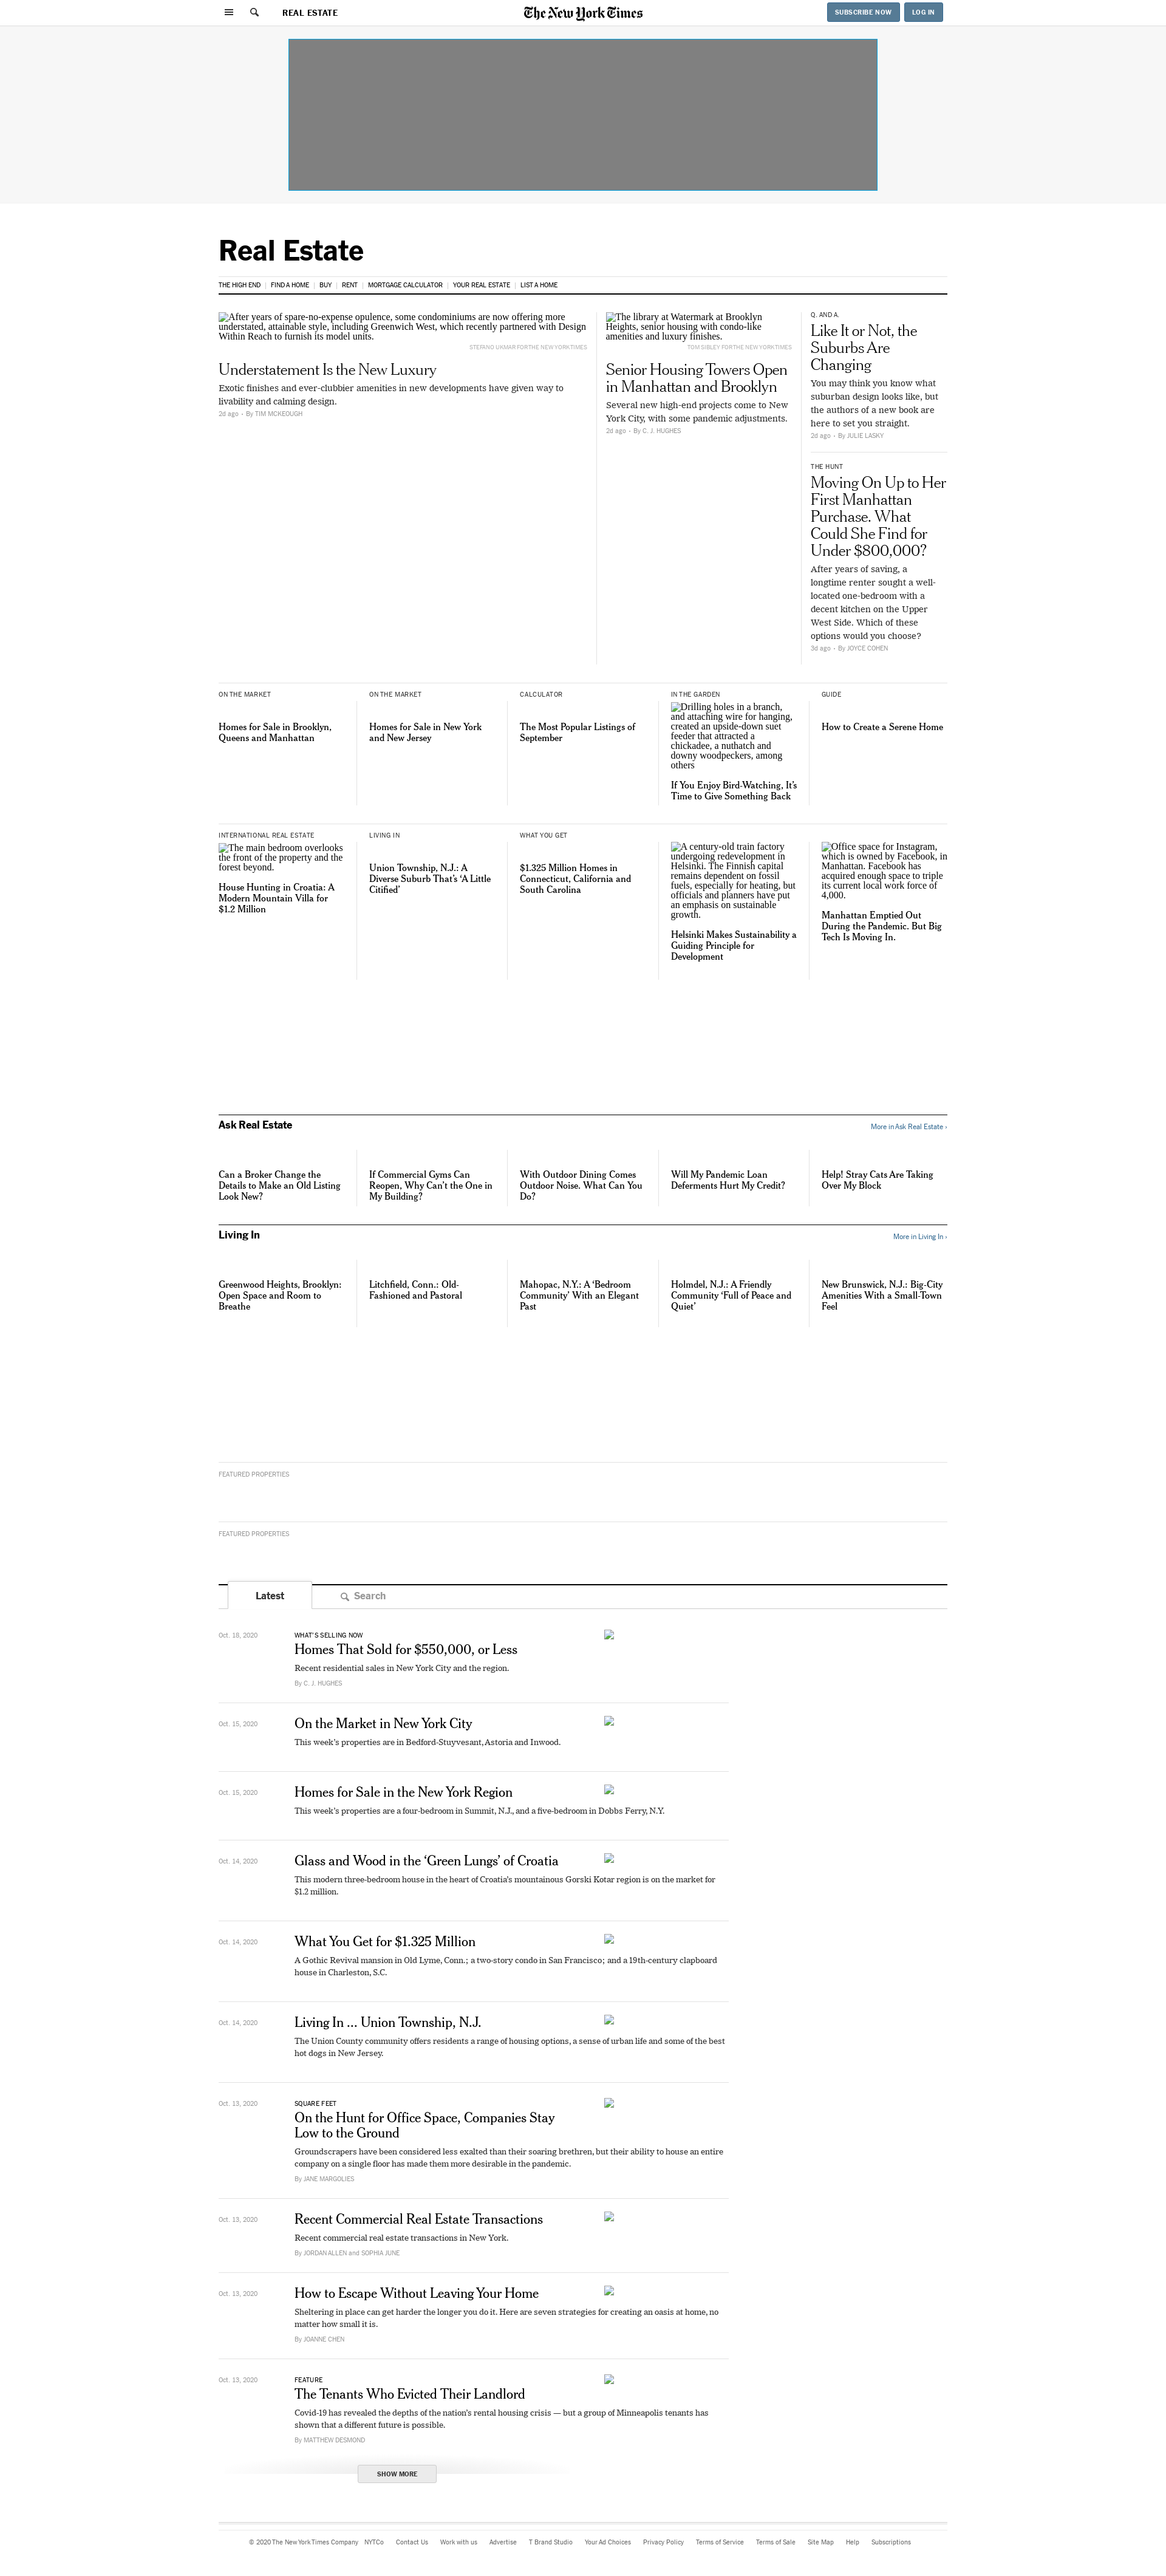 REAL ESTATE
The New York Times
SUBSCRIBE NOW
LOG IN
Real Estate
THE HIGH END
FIND A HOME
BUY
RENT
MORTGAGE CALCULATOR
YOUR REAL ESTATE
LIST A HOME
After years of spare-no-expense opulence, some condominiums are now offering more
understated, attainable style, including Greenwich West, which recently partnered with Design
Within Reach to furnish its model units.
STEFANO UKMAR FOR THE NEW YORK TIMES
Understatement Is the New Luxury
Exotic finishes and ever-clubbier amenities in new developments have given way to
livability and calming design.
2d ago • By TIM MCKEOUGH
The library at Watermark at Brooklyn
Heights, senior housing with condo-like
amenities and luxury finishes.
TOM SIBLEY FOR THE NEW YORK TIMES
Senior Housing Towers Open
in Manhattan and Brooklyn
Several new high-end projects come to New
York City, with some pandemic adjustments.
2d ago • By C. J. HUGHES
Q. AND A.
Like It or Not, the
Suburbs Are
Changing
You may think you know what
suburban design looks like, but
the authors of a new book are
here to set you straight.
2d ago • By JULIE LASKY
THE HUNT
Moving On Up to Her
First Manhattan
Purchase. What
Could She Find for
Under $800,000?
After years of saving, a
longtime renter sought a well-
located one-bedroom with a
decent kitchen on the Upper
West Side. Which of these
options would you choose?
3d ago • By JOYCE COHEN
ON THE MARKET
Homes for Sale in Brooklyn,
Queens and Manhattan
ON THE MARKET
Homes for Sale in New York
and New Jersey
CALCULATOR
The Most Popular Listings of
September
IN THE GARDEN
Drilling holes in a branch,
and attaching wire for hanging,
created an upside-down suet
feeder that attracted a
chickadee, a nuthatch and
downy woodpeckers, among
others
If You Enjoy Bird-Watching, It’s
Time to Give Something Back
GUIDE
How to Create a Serene Home
INTERNATIONAL REAL ESTATE
The main bedroom overlooks
the front of the property and the
forest beyond.
House Hunting in Croatia: A
Modern Mountain Villa for
$1.2 Million
LIVING IN
Union Township, N.J.: A
Diverse Suburb That’s ‘A Little
Citified’
WHAT YOU GET
$1.325 Million Homes in
Connecticut, California and
South Carolina
A century-old train factory
undergoing redevelopment in
Helsinki. The Finnish capital
remains dependent on fossil
fuels, especially for heating, but
officials and planners have put
an emphasis on sustainable
growth.
Helsinki Makes Sustainability a
Guiding Principle for
Development
Office space for Instagram,
which is owned by Facebook, in
Manhattan. Facebook has
acquired enough space to triple
its current local work force of
4,000.
Manhattan Emptied Out
During the Pandemic. But Big
Tech Is Moving In.
Ask Real Estate
More in Ask Real Estate ›
Can a Broker Change the
Details to Make an Old Listing
Look New?
If Commercial Gyms Can
Reopen, Why Can’t the One in
My Building?
With Outdoor Dining Comes
Outdoor Noise. What Can You
Do?
Will My Pandemic Loan
Deferments Hurt My Credit?
Help! Stray Cats Are Taking
Over My Block
Living In
More in Living In ›
Greenwood Heights, Brooklyn:
Open Space and Room to
Breathe
Litchfield, Conn.: Old-
Fashioned and Pastoral
Mahopac, N.Y.: A ‘Bedroom
Community’ With an Elegant
Past
Holmdel, N.J.: A Friendly
Community ‘Full of Peace and
Quiet’
New Brunswick, N.J.: Big-City
Amenities With a Small-Town
Feel
FEATURED PROPERTIES
FEATURED PROPERTIES
Latest
Search
Oct. 18, 2020
WHAT’S SELLING NOW
Homes That Sold for $550,000, or Less
Recent residential sales in New York City and the region.
By C. J. HUGHES
Oct. 15, 2020
On the Market in New York City
This week’s properties are in Bedford-Stuyvesant, Astoria and Inwood.
Oct. 15, 2020
Homes for Sale in the New York Region
This week’s properties are a four-bedroom in Summit, N.J., and a five-bedroom in Dobbs Ferry, N.Y.
Oct. 14, 2020
Glass and Wood in the ‘Green Lungs’ of Croatia
This modern three-bedroom house in the heart of Croatia’s mountainous Gorski Kotar region is on the market for
$1.2 million.
Oct. 14, 2020
What You Get for $1.325 Million
A Gothic Revival mansion in Old Lyme, Conn.; a two-story condo in San Francisco; and a 19th-century clapboard
house in Charleston, S.C.
Oct. 14, 2020
Living In ... Union Township, N.J.
The Union County community offers residents a range of housing options, a sense of urban life and some of the best
hot dogs in New Jersey.
Oct. 13, 2020
SQUARE FEET
On the Hunt for Office Space, Companies Stay
Low to the Ground
Groundscrapers have been considered less exalted than their soaring brethren, but their ability to house an entire
company on a single floor has made them more desirable in the pandemic.
By JANE MARGOLIES
Oct. 13, 2020
Recent Commercial Real Estate Transactions
Recent commercial real estate transactions in New York.
By JORDAN ALLEN and SOPHIA JUNE
Oct. 13, 2020
How to Escape Without Leaving Your Home
Sheltering in place can get harder the longer you do it. Here are seven strategies for creating an oasis at home, no
matter how small it is.
By JOANNE CHEN
Oct. 13, 2020
FEATURE
The Tenants Who Evicted Their Landlord
Covid-19 has revealed the depths of the nation’s rental housing crisis — but a group of Minneapolis tenants has
shown that a different future is possible.
By MATTHEW DESMOND
SHOW MORE
© 2020 The New York Times Company NYTCo Contact Us Work with us Advertise T Brand Studio Your Ad Choices Privacy Policy Terms of Service Terms of Sale Site Map Help Subscriptions